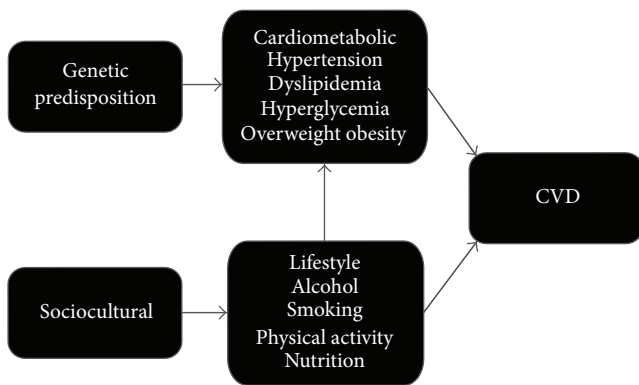 Genetic
predisposition
Cardiometabolic
Hypertension
Dyslipidemia
Hyperglycemia
Overweight obesity
CVD
Sociocultural
Lifestyle
Alcohol
Smoking
Physical activity
Nutrition